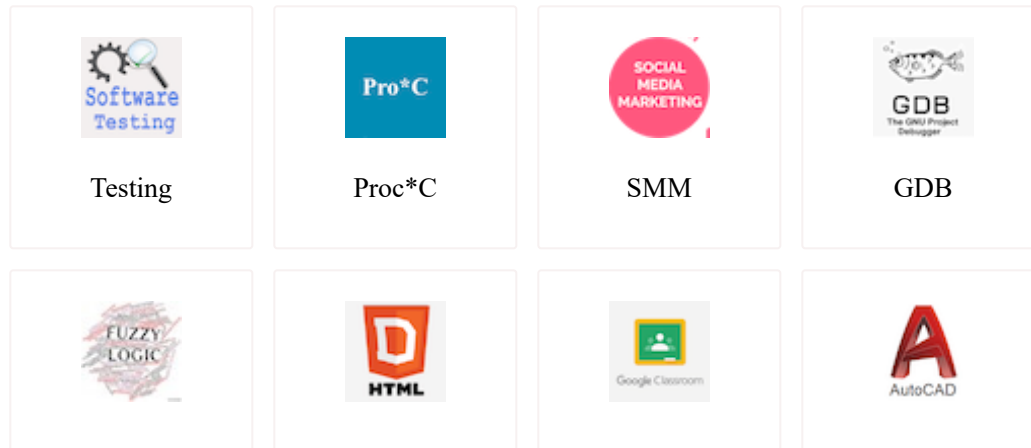 Software
Testing
Pro*C
SOCIAL
MEDIA
MARKETING
GDB
The GNU Project
Debugger
Testing
Proc*C
SMM
GDB
FUZZY
LOGIC
D
HTML
Google Classroom
A
AutoCAD